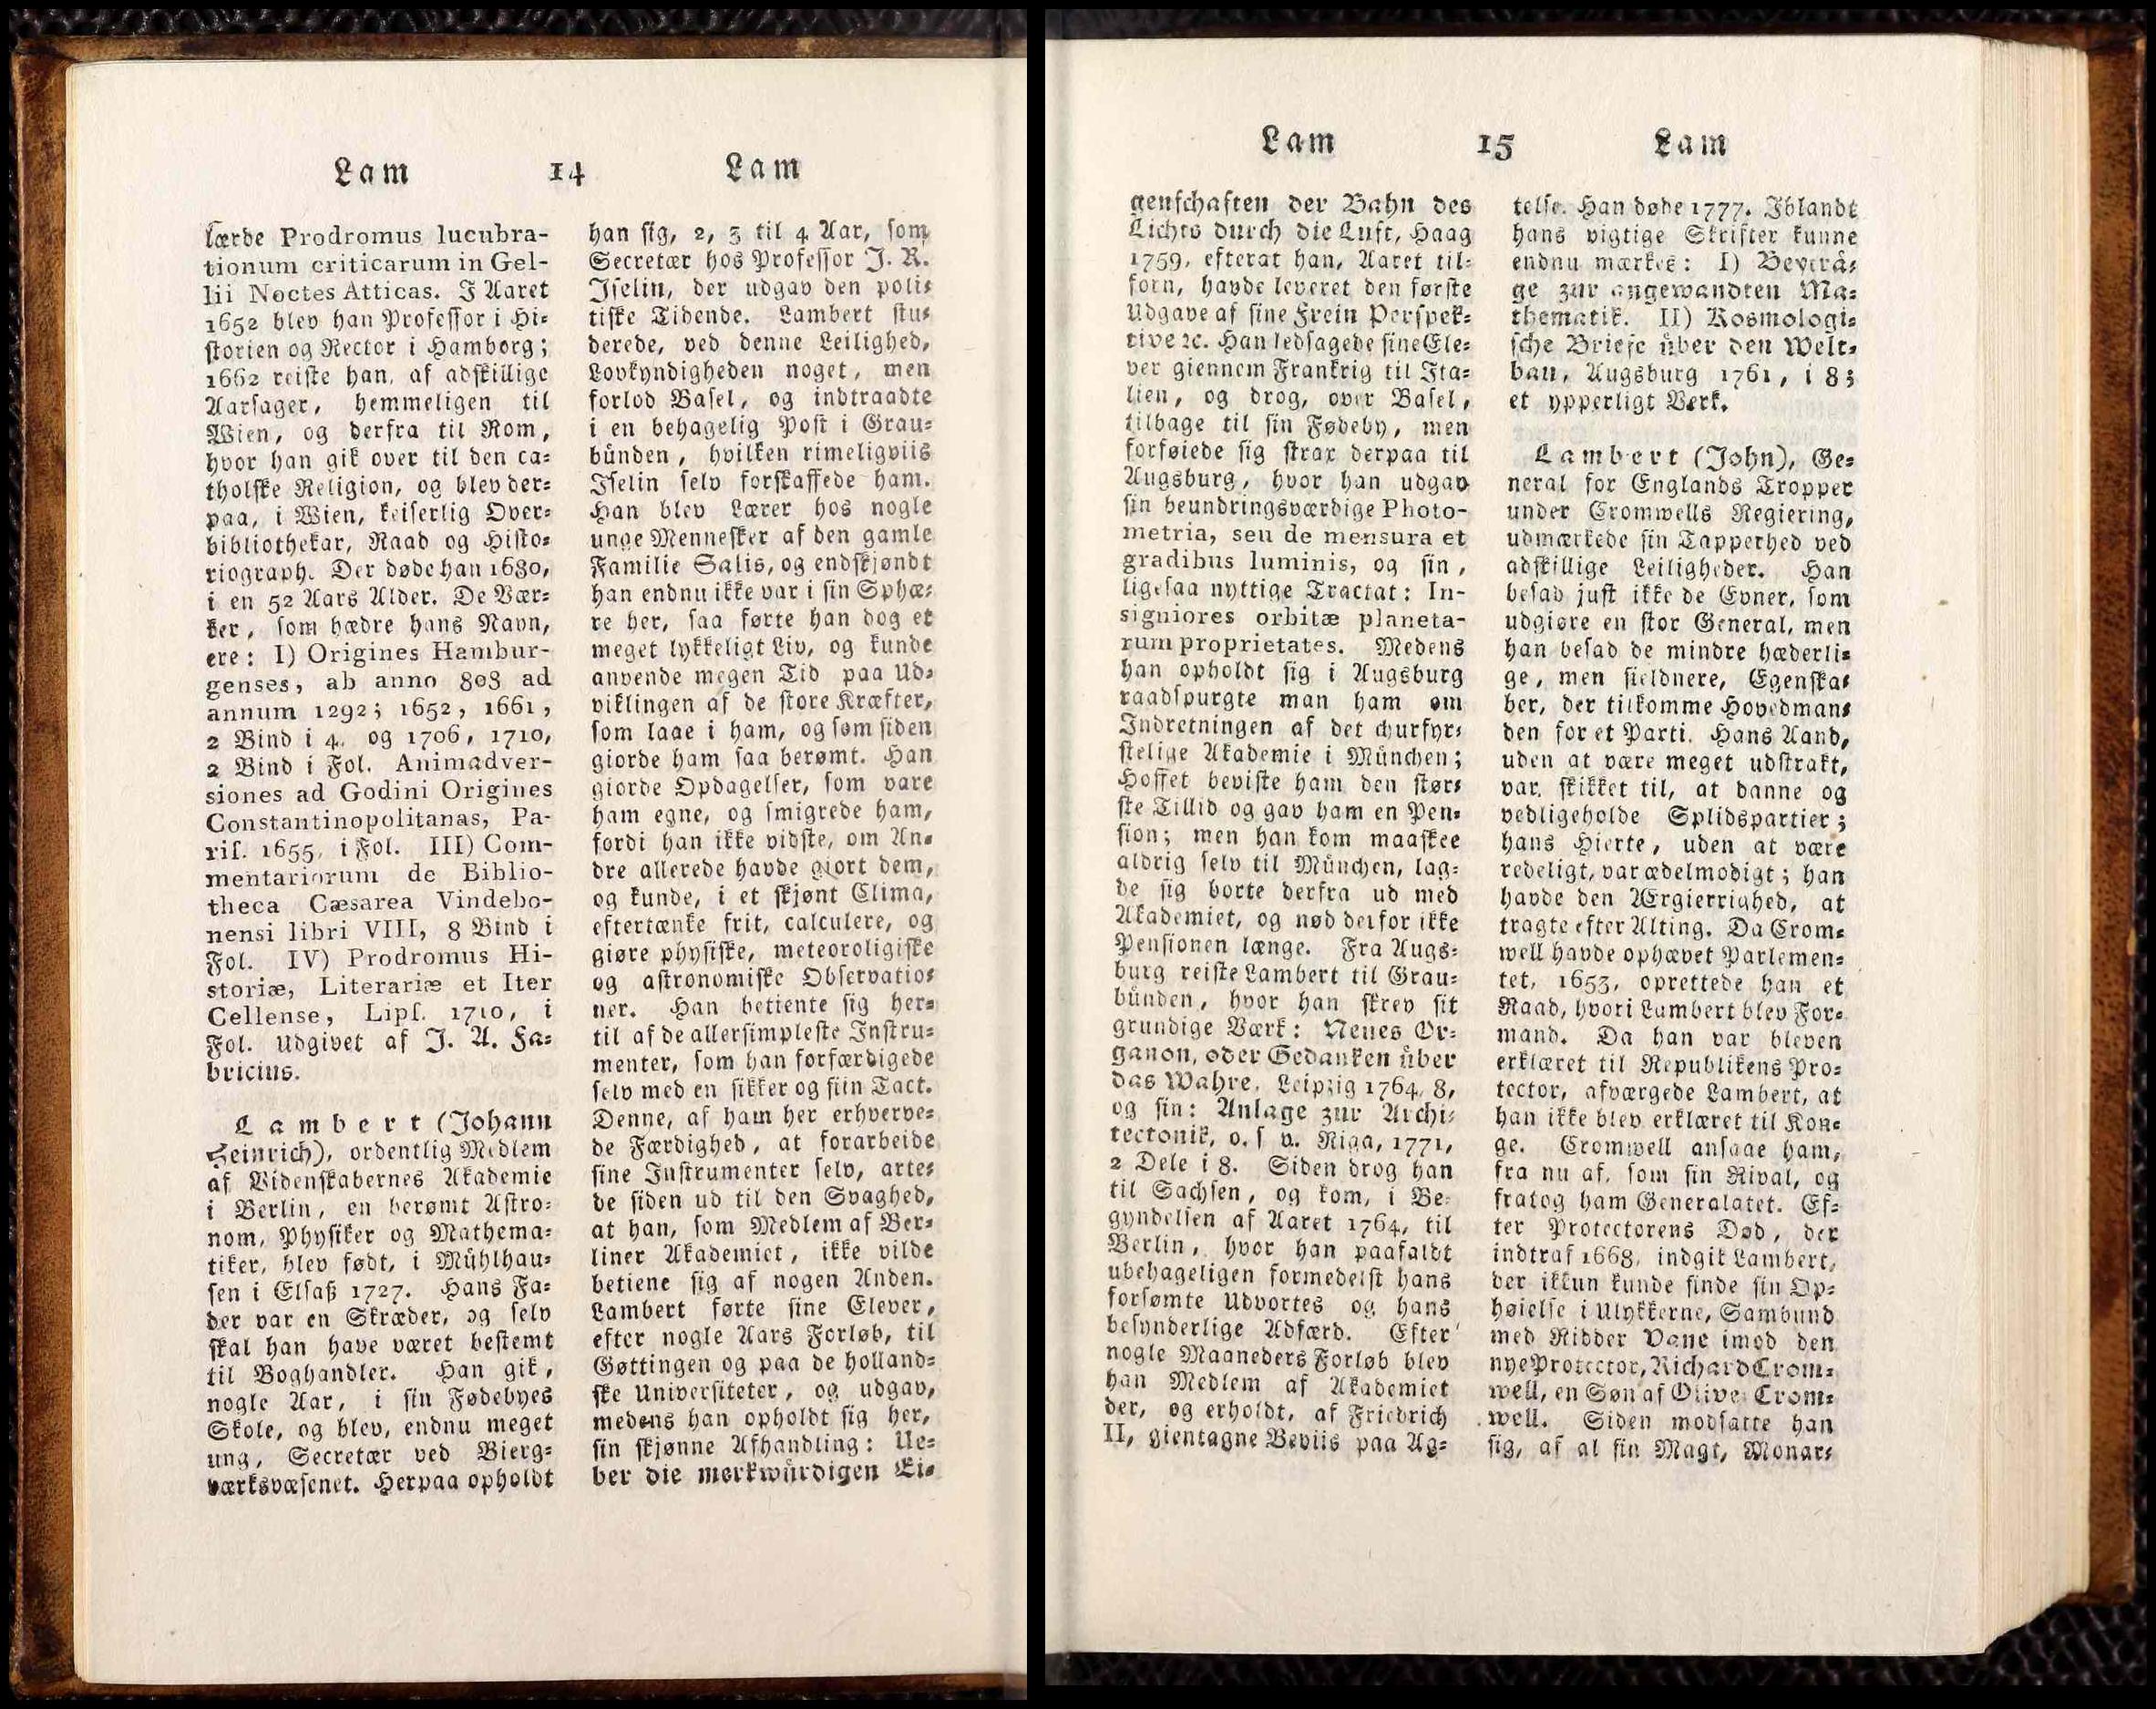 Lam 14 Lam
lærde Prodromus lucubra-
tionum criticarum in Gel-
lii Noctes Atticas. I Aaret
1652 blev han Professor i Hi-
storien og Rector i Hamborg;
1662 reiste han, af adskillige
Aarsager, hemmeligen til
Wien, og derfra til Rom,
hvor han gik over til den ca-
tholske Religion, og blev der-
paa, i Wien, keiserlig Over-
bibliothekar, Raad og Histo-
riograph. Der døde han 1680,
i en 52 Aars Alder. De Vær-
ker, som hædre hans Navn,
ere: I) Origines Hambur-
genses, ab anno 808 ad
annum 1292; 1652, 1661,
2 Bind i 4. og 1706, 1710,
2 Bind i Fol. Animadver-
siones ad Godini Origines
Constantinopolitanas, Pa-
ris. 1655, i Fol. III) Com-
mentariorum de Biblio-
theca Cæsarea Vindebo-
nensi libri VIII, 8 Bind i
Fol. IV) Prodromus Hi-
storiæ, Literariæ et Iter
Cellense, Lips. 1710, i
Fol. Udgivet af J. A. Fa-
bricius.
Lambert (Johann
Heinrich), ordentlig Medlem
af Videnskabernes Akademie
i Berlin, en berømt Astro-
nom, Physiker og Mathema-
tiker, blev født, i Mühlhau-
sen i Elsaß 1727. Hans Fa-
der var en Skræder, og selv
skal han have været bestemt
til Boghandler. Han gik,
nogle Aar, i sin Fødebyes
Skole, og blev, endnu meget
ung, Secretær ved Bierg-
værksvæsenet. Herpaa opholdt
han sig, 2, 3 til 4 Aar, som
Secretær hos Professor J. R.
Iselin, der udgav den poli-
tiske Tidende. Lambert stu-
derede, ved denne Leilighed,
Lovkyndigheden noget, men
forlod Basel, og indtraadte
i en behagelig Post i Grau-
bünden, hvilken rimeligviis
Iselin selv forskaffede ham.
Han blev Lærer hos nogle
unge Mennesker af den gamle
Familie Salis, og endskjøndt
han endnu ikke var i sin Sphæ-
re her, saa førte han dog et
meget lykkeligt Liv, og kunde
anvende megen Tid paa Ud-
viklingen af de store Kræfter,
som laae i ham, og som siden
giorde ham saa berømt. Han
giorde Opdagelser, som vare
ham egne, og smigrede ham,
fordi han ikke vidste, om An-
dre allerede havde giort dem,
og kunde, i et skjønt Clima,
eftertænke frit, calculere, og
giøre physiske, meteoroligiske
og astronomiske Observatio-
ner. Han betiente sig her-
til af de allersimpleste Instru-
menter, som han forfærdigede
selv med en sikker og fiin Tact.
Denne, af ham her erhverve-
de Færdighed, at forarbeide
sine Instrumenter selv, arte-
de siden ud til den Svaghed,
at han, som Medlem af Ber-
liner Akademiet, ikke vilde
betiene sig af nogen Anden.
Lambert førte sine Elever,
efter nogle Aars Forløb, til
Gøttingen og paa de holland-
ske Universiteter, og udgav,
medens han opholdt sig her,
sin skjønne Afhandling: Ue-
ber die merkwürdigen Ei-
Lam 15 Lam
genschaften der Bahn des
Lichts durch die Luft, Haag
1759, efterat han, Aaret til-
forn, havde leveret den første
Udgave af sine Frein Perspek-
tive ꝛc. Han ledsagede sine Ele-
ver giennem Frankrig til Ita-
lien, og drog, over Basel,
tilbage til sin Fødeby, men
forføiede sig strax derpaa til
Augsburg, hvor han udgav
sin beundringsværdige Photo-
metria, seu de mensura et
gradibus luminis, og sin,
ligesaa nyttige Tractat: In-
signiores orbitæ planeta-
rum proprietates. Medens
han opholdt sig i Augsburg
raadspurgte man ham om
Indretningen af det churfyr-
stelige Akademie i München;
Hoffet beviste ham den stør-
ste Tillid og gav ham en Pen-
sion; men han kom maaskee
aldrig selv til München, lag-
de sig borte derfra ud med
Akademiet, og nød derfor ikke
Pensionen længe. Fra Augs-
burg reiste Lambert til Grau-
bünden, hvor han skrev sit
grundige Værk: Neues Or-
ganon, oder Gedanken über
das Wahre, Leipzig 1764, 8,
og sin: Anlage zur Archi-
tectonik, o. s v. Riga, 1771,
2 Dele i 8. Siden drog han
til Sachsen, og kom, i Be-
gyndelsen af Aaret 1764, til
Berlin, hvor han paafaldt
ubehageligen formedelst hans
forsømte Udvortes og hans
besynderlige Adfærd. Efter
nogle Maaneders Forløb blev
han Medlem af Akademiet
der, og erholdt, af Friedrich
II, gientagne Beviis paa Ag-
telse. Han døde 1777. Iblandt
hans vigtige Skrifter kunne
endnu mærkes: I) Beyträ-
ge zur angewandten Ma-
thematik. II) Kosmologi-
sche Briefe über den Welt-
bau, Augsburg 1761, i 8;
et ypperligt Verk.
Lambert (John), Ge-
neral for Englands Tropper
under Cromwells Regiering,
udmærkede sin Tapperhed ved
adskillige Leiligheder. Han
besad just ikke de Evner, som
udgiøre en stor General, men
han besad de mindre hæderli-
ge, men sieldnere, Egenska-
ber, der tilkomme Hovedman-
den for et Parti. Hans Aand,
uden at være meget udstrakt,
var skikket til, at danne og
vedligeholde Splidspartier;
hans Hierte, uden at være
redeligt, var ædelmodigt; han
havde den Ærgierrighed, at
tragte efter Alting. Da Crom-
well havde ophævet Parlemen-
tet, 1653, oprettede han et
Raad, hvori Lambert blev For-
mand. Da han var bleven
erklæret til Republikens Pro-
tector, afværgede Lambert, at
han ikke blev erklæret til Kon-
ge. Cromwell ansaae ham,
fra nu af, som sin Rival, og
fratog ham Generalatet. Ef-
ter Protectorens Død, der
indtraf 1668, indgik Lambert,
der ikkun kunde finde sin Op-
høielse i Ulykkerne, Sambund
med Ridder Vane imod den
nye Protector, Richard Crom-
well, en Søn af Oliver Crom-
well. Siden modsatte han
sig, af al sin Magt, Monar-